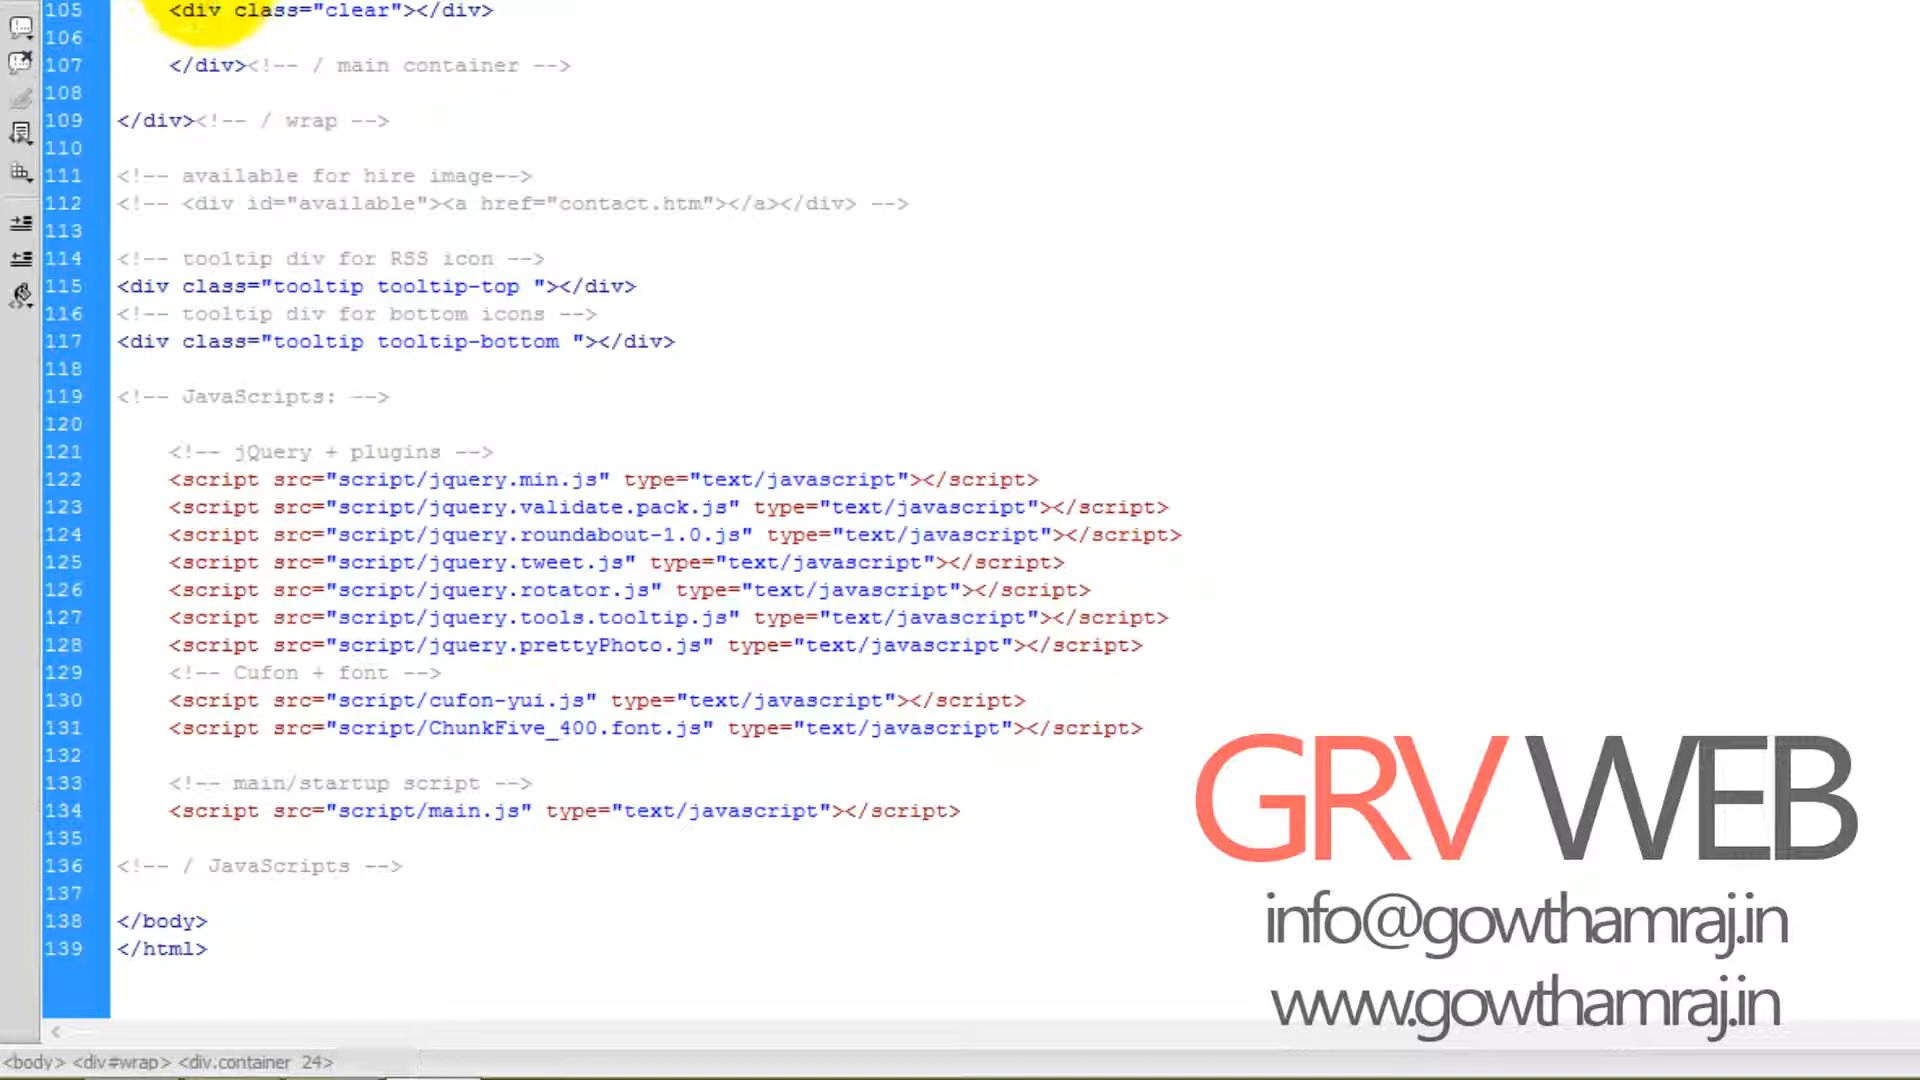 105 <div class="clear"></div>
106
107 </div><!-- / main container -->
108
109 </div><!-- / wrap -->
110
111 <!-- available for hire image-->
112 <!-- <div id="available"><a href="contact.htm"></a></div> -->
113
114 <!-- tooltip div for RSS icon -->
115 <div class="tooltip tooltip-top "></div>
116 <!-- tooltip div for bottom icons -->
117 <div class="tooltip tooltip-bottom "></div>
118
119 <!-- JavaScripts: -->
120
121 <!-- jQuery + plugins -->
122 <script src="script/jquery.min.js" type="text/javascript"></script>
123 <script src="script/jquery.validate.pack.js" type="text/javascript"></script>
124 <script src="script/jquery.roundabout-1.0.js" type="text/javascript"></script>
125 <script src="script/jquery.tweet.js" type="text/javascript"></script>
126 <script src="script/jquery.rotator.js" type="text/javascript"></script>
127 <script src="script/jquery.tools.tooltip.js" type="text/javascript"></script>
128 <script src="script/jquery.prettyPhoto.js" type="text/javascript"></script>
129 <!-- Cufon + font -->
130 <script src="script/cufon-yui.js" type="text/javascript"></script>
131 <script src="script/ChunkFive_400.font.js" type="text/javascript"></script>
132
133 <!-- main/startup script -->
134 <script src="script/main.js" type="text/javascript"></script>
135
136 <!-- / JavaScripts -->
137
138 </body>
139 </html>
GRV WEB
info@gowthamraj.in
www.gowthamraj.in
<body> <div#wrap> <div.container 24>